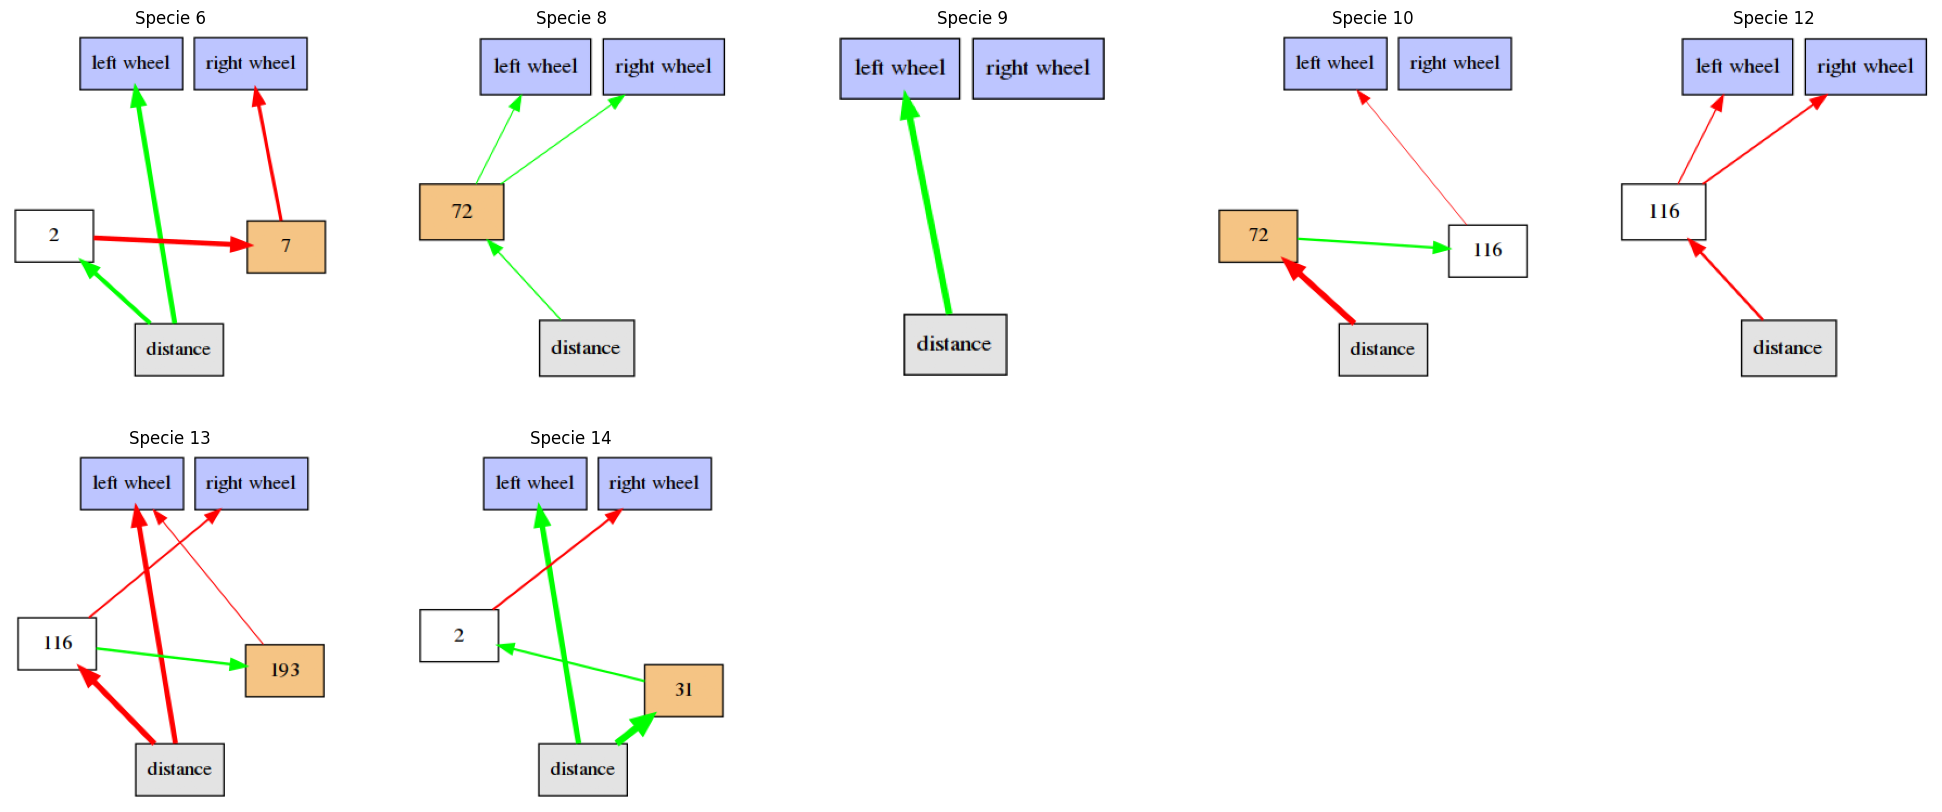 Specie 6
left wheel right wheel
2
7
distance
Specie 8
left wheel right wheel
72
distance
Specie 9
left wheel right wheel
distance
Specie 10
left wheel right wheel
72
116
distance
Specie 12
left wheel right wheel
116
distance
Specie 13
left wheel right wheel
116
193
distance
Specie 14
left wheel right wheel
2
31
distance